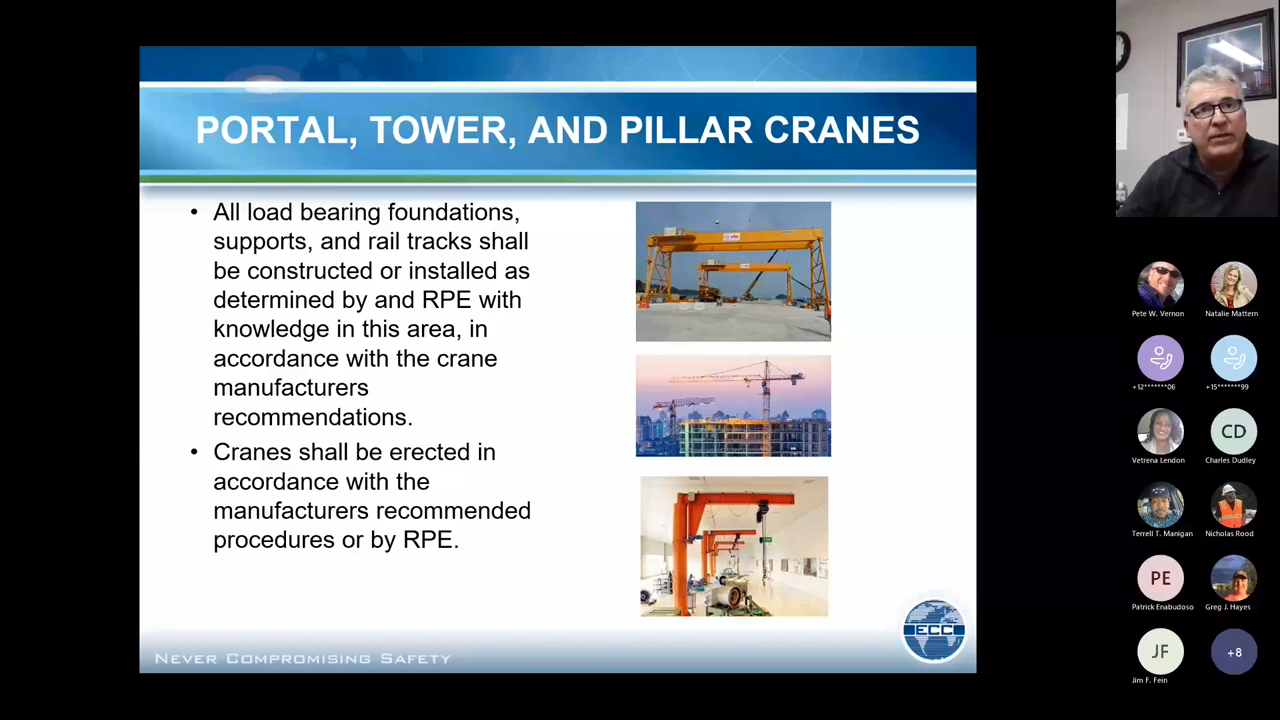 PORTAL, TOWER, AND PILLAR CRANES
• All load bearing foundations,
supports, and rail tracks shall
be constructed or installed as
determined by and RPE with
knowledge in this area, in
accordance with the crane
manufacturers
recommendations.
• Cranes shall be erected in
accordance with the
manufacturers recommended
procedures or by RPE.
NEVER COMPROMISING SAFETY
ECC
Pete W. Vernon
Natalie Mattern
+12*******06
+15*******99
Vetrena Lendon
CD
Charles Dudley
Terrell T. Manigan
Nicholas Rood
PE
Patrick Enabudoso
Greg J. Hayes
JF
Jim F. Fein
+8